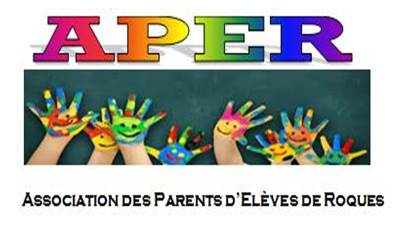 APER
ASSOCIATION DES PARENTS D'ELÈVES DE ROQUES